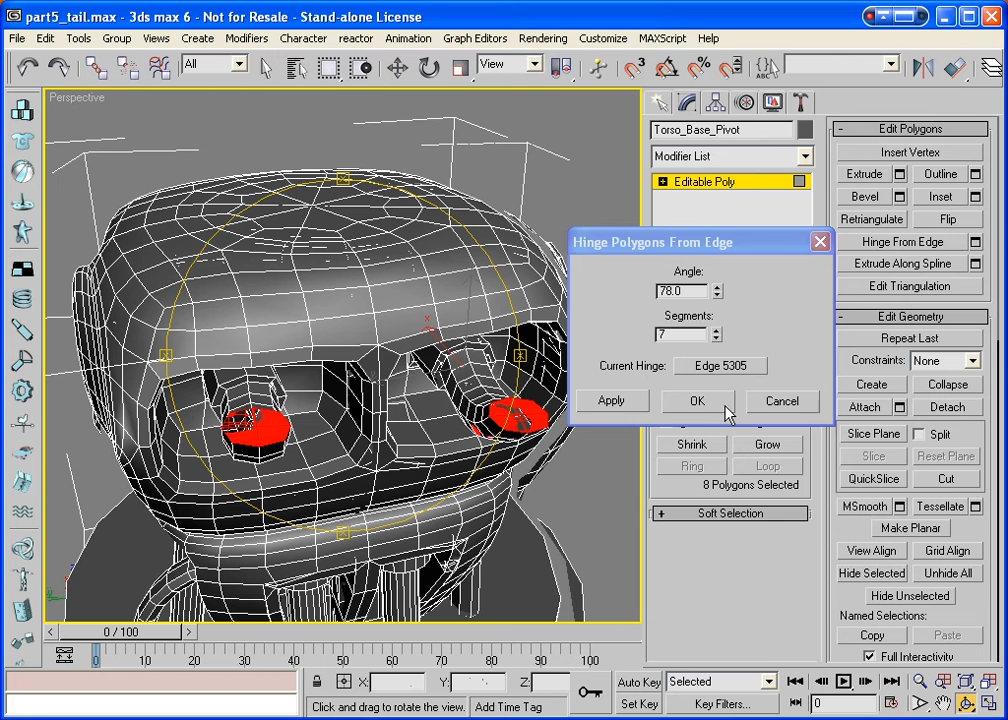 part5_tail.max - 3ds max 6 - Not for Resale - Stand-alone License
File Edit Tools Group Views Create Modifiers Character reactor Animation Graph Editors Rendering Customize MAXScript Help
All View
Perspective
Torso_Base_Pivot
Modifier List
Editable Poly
Edit Polygons
Insert Vertex
Extrude Outline
Bevel Inset
Retriangulate Flip
Hinge From Edge
Extrude Along Spline
Edit Triangulation
Hinge Polygons From Edge
Angle:
78.0
Segments:
7
Current Hinge: Edge 5305
Apply OK Cancel
Edit Geometry
Repeat Last
Constraints: None
Create Collapse
Attach Detach
Slice Plane Split
Slice Reset Plane
QuickSlice Cut
MSmooth Tessellate
Make Planar
View Align Grid Align
Hide Selected Unhide All
Hide Unselected
Named Selections:
Copy Paste
Full Interactivity
Shrink Grow
Ring Loop
8 Polygons Selected
Soft Selection
0 / 100
0 10 20 30 40 50 60 70 80 90 100
X: Y: Z:
Auto Key Selected
Set Key Key Filters... 0
Click and drag to rotate the view. Add Time Tag